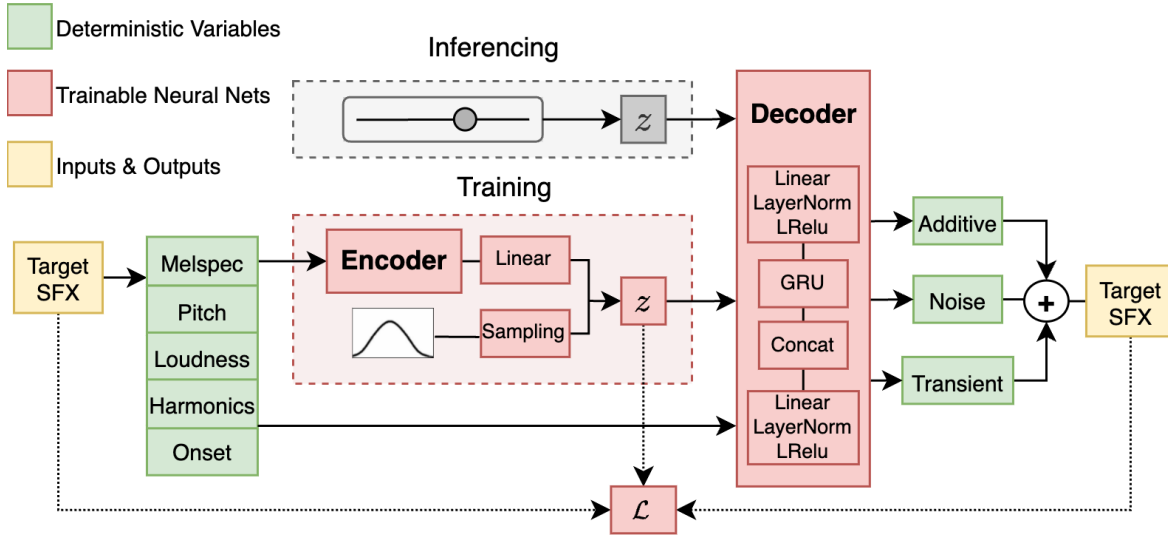 Deterministic Variables
Trainable Neural Nets
Inputs & Outputs
Inferencing
z
Training
Target
SFX
Melspec
Pitch
Loudness
Harmonics
Onset
Encoder
Linear
Sampling
z
Decoder
Linear
LayerNorm
LRelu
GRU
Concat
Linear
LayerNorm
LRelu
Additive
Noise
Transient
+
Target
SFX
ℒ